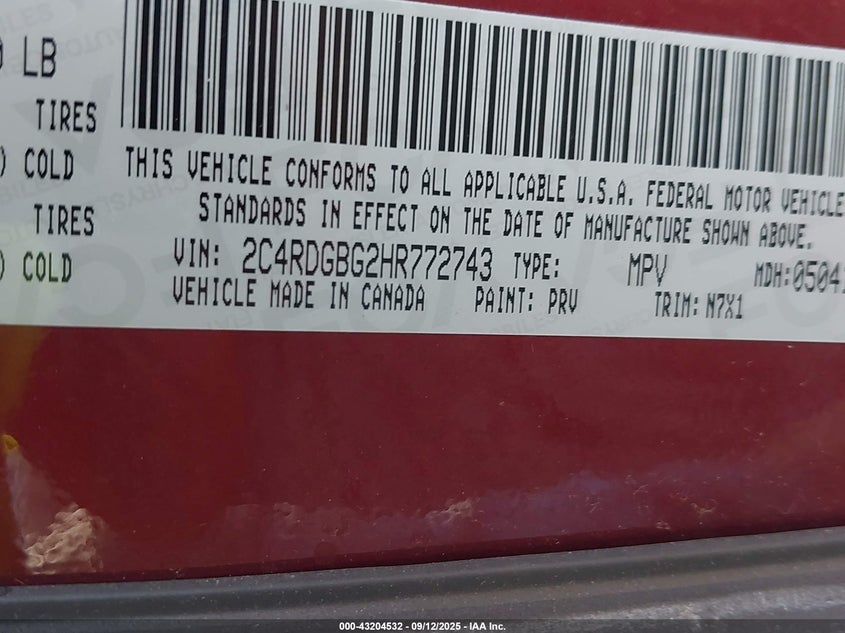 LB
TIRES
) COLD
TIRES
) COLD
THIS VEHICLE CONFORMS TO ALL APPLICABLE U.S.A. FEDERAL MOTOR VEHICLE
STANDARDS IN EFFECT ON THE DATE OF MANUFACTURE SHOWN ABOVE.
VIN: 2C4RDGBG2HR772743 TYPE: MPV MDH:0504
VEHICLE MADE IN CANADA PAINT: PRV TRIM: N7X1
000-43204532 - 09/12/2025 - IAA Inc.